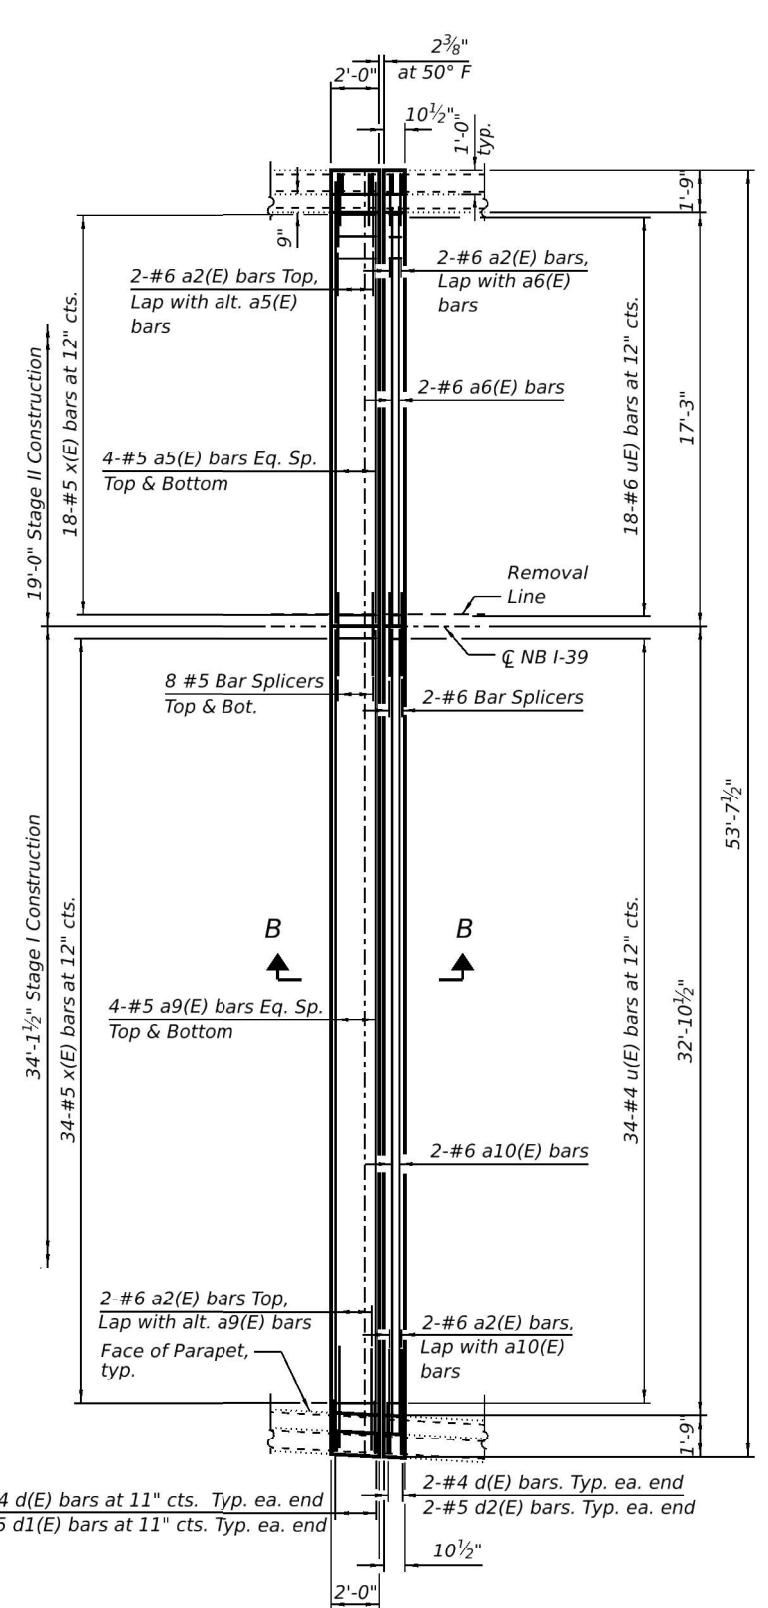 2⅜"
at 50° F
2'-0"
10½"
1'-0"
typ.
1'-9"
9"
2-#6 a2(E) bars Top,
Lap with alt. a5(E)
bars
2-#6 a2(E) bars,
Lap with a6(E)
bars
19'-0" Stage II Construction
18-#5 x(E) bars at 12" cts.
18-#6 uE) bars at 12" cts.
17'-3"
2-#6 a6(E) bars
4-#5 a5(E) bars Eq. Sp.
Top & Bottom
Removal
Line
℄ NB I-39
8 #5 Bar Splicers
Top & Bot.
2-#6 Bar Splicers
53'-7½"
34'-1½" Stage I Construction
34-#5 x(E) bars at 12" cts.
B
B
34-#4 u(E) bars at 12" cts.
32'-10½"
4-#5 a9(E) bars Eq. Sp.
Top & Bottom
2-#6 a10(E) bars
2-#6 a2(E) bars Top,
Lap with alt. a9(E) bars
Face of Parapet,
typ.
2-#6 a2(E) bars,
Lap with a10(E)
bars
1'-9"
4 d(E) bars at 11" cts. Typ. ea. end
5 d1(E) bars at 11" cts. Typ. ea. end
2-#4 d(E) bars. Typ. ea. end
2-#5 d2(E) bars. Typ. ea. end
10½"
2'-0"